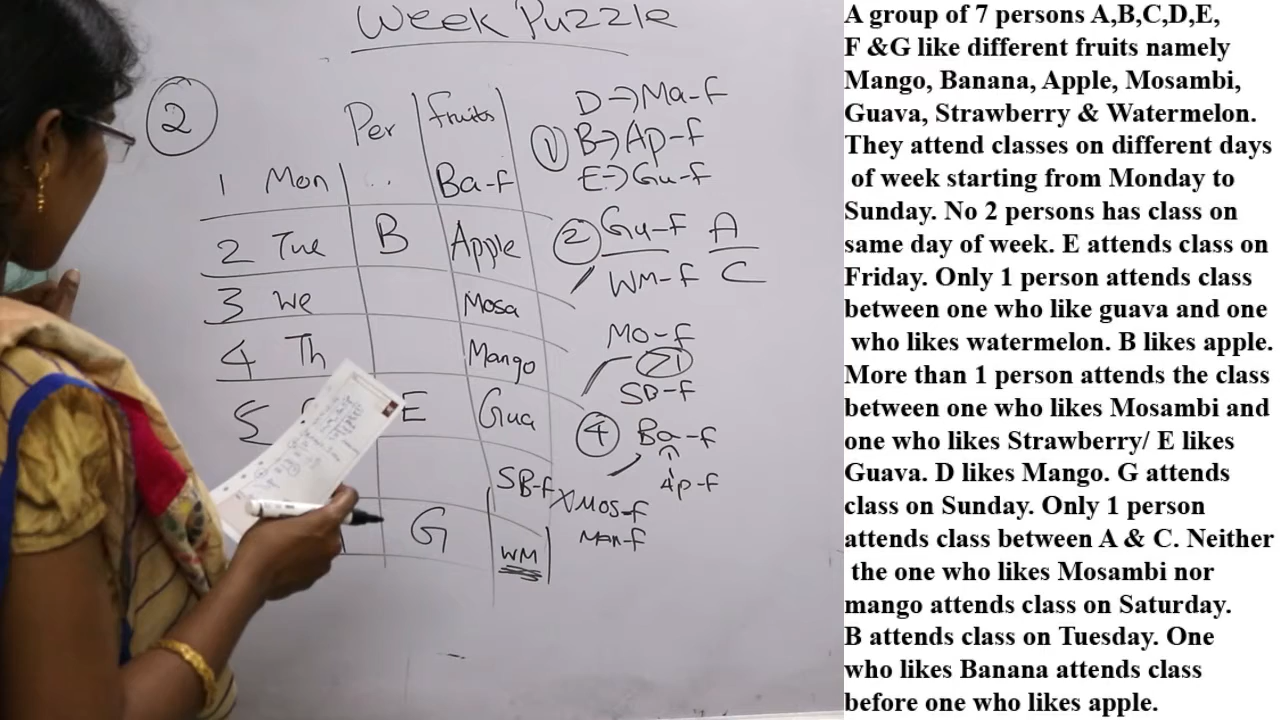 Week Puzzle
2
Per
fruits
1 Mon
Ba-f
2 Tue
B
Apple
3 We
Mosa
4 Th
Mango
5
E
Gua
SB-f
G
WM
D → Ma-f
1
B → Ap-f
E → Gu-f
2
Gu-f A
WM-f C
MO-f
>1
SB-f
4
Ba-f
Ap-f
X Mos-f
Man-f
A group of 7 persons A,B,C,D,E,
F &G like different fruits namely
Mango, Banana, Apple, Mosambi,
Guava, Strawberry & Watermelon.
They attend classes on different days
of week starting from Monday to
Sunday. No 2 persons has class on
same day of week. E attends class on
Friday. Only 1 person attends class
between one who like guava and one
who likes watermelon. B likes apple.
More than 1 person attends the class
between one who likes Mosambi and
one who likes Strawberry/ E likes
Guava. D likes Mango. G attends
class on Sunday. Only 1 person
attends class between A & C. Neither
the one who likes Mosambi nor
mango attends class on Saturday.
B attends class on Tuesday. One
who likes Banana attends class
before one who likes apple.